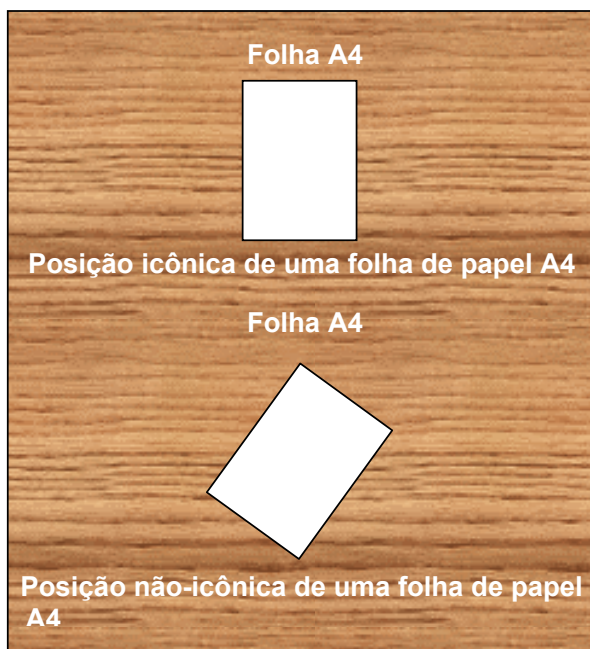 Folha A4
Posição icônica de uma folha de papel A4
Folha A4
Posição não-icônica de uma folha de papel
A4